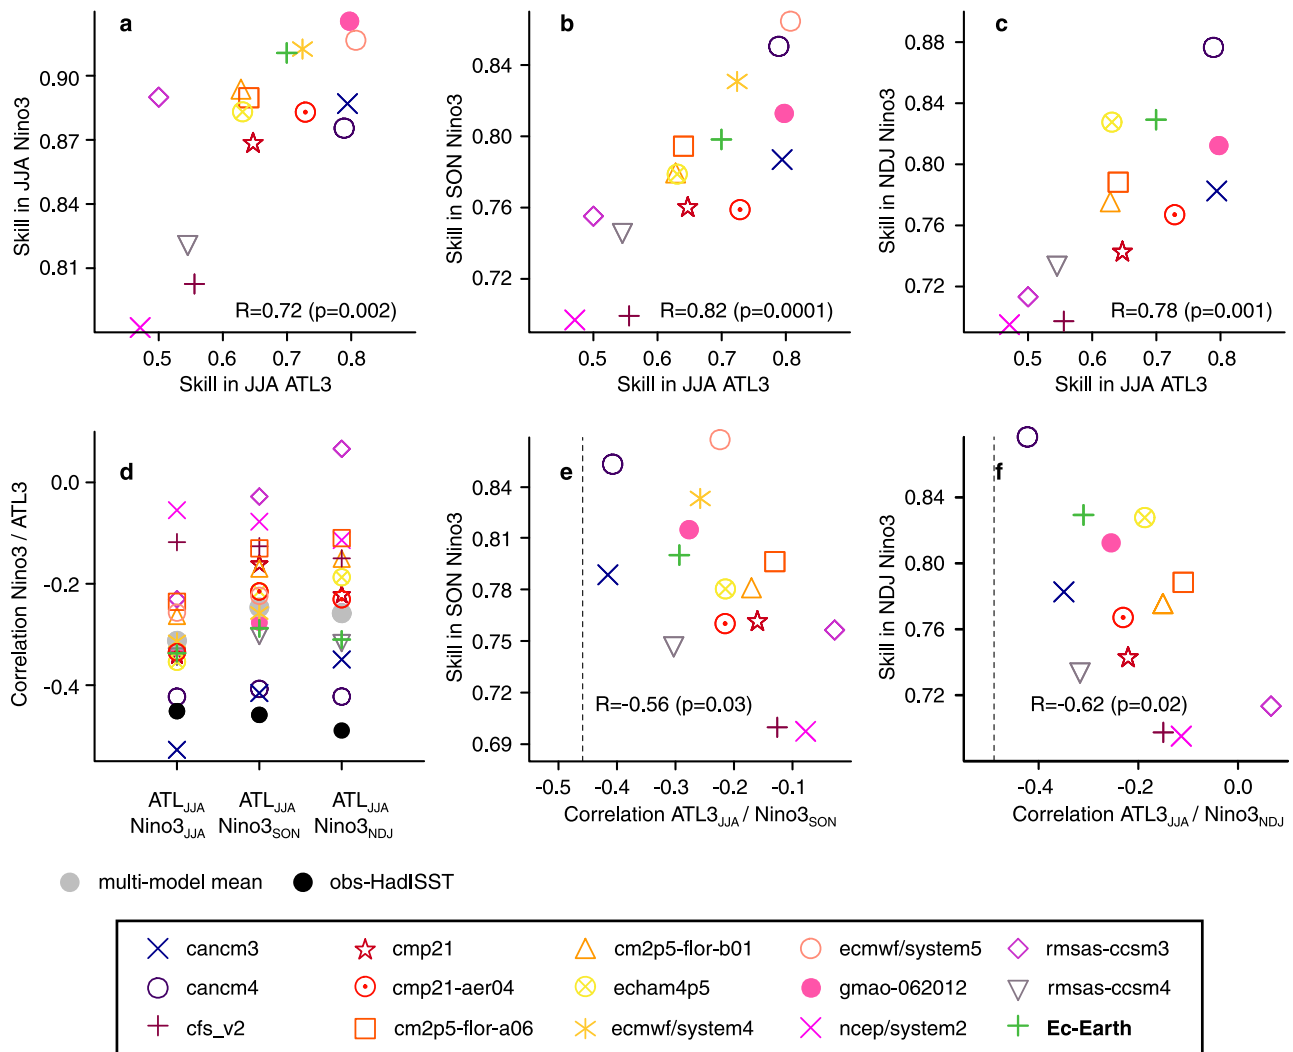 a
Skill in JJA Nino3
0.90
0.87
0.84
0.81
R=0.72 (p=0.002)
0.5 0.6 0.7 0.8
Skill in JJA ATL3
b
Skill in SON Nino3
0.84
0.80
0.76
0.72
R=0.82 (p=0.0001)
0.5 0.6 0.7 0.8
Skill in JJA ATL3
c
Skill in NDJ Nino3
0.88
0.84
0.80
0.76
0.72
R=0.78 (p=0.001)
0.5 0.6 0.7 0.8
Skill in JJA ATL3
d
Correlation Nino3 / ATL3
0.0
-0.2
-0.4
ATLJJA ATLJJA ATLJJA
Nino3JJA Nino3SON Nino3NDJ
e
Skill in SON Nino3
0.84
0.81
0.78
0.75
0.72
0.69
R=-0.56 (p=0.03)
-0.5 -0.4 -0.3 -0.2 -0.1
Correlation ATL3JJA / Nino3SON
f
Skill in NDJ Nino3
0.84
0.80
0.76
0.72
R=-0.62 (p=0.02)
-0.4 -0.2 0.0
Correlation ATL3JJA / Nino3NDJ
multi-model mean obs-HadISST
cancm3 cmp21 cm2p5-flor-b01 ecmwf/system5 rmsas-ccsm3
cancm4 cmp21-aer04 echam4p5 gmao-062012 rmsas-ccsm4
cfs_v2 cm2p5-flor-a06 ecmwf/system4 ncep/system2 Ec-Earth